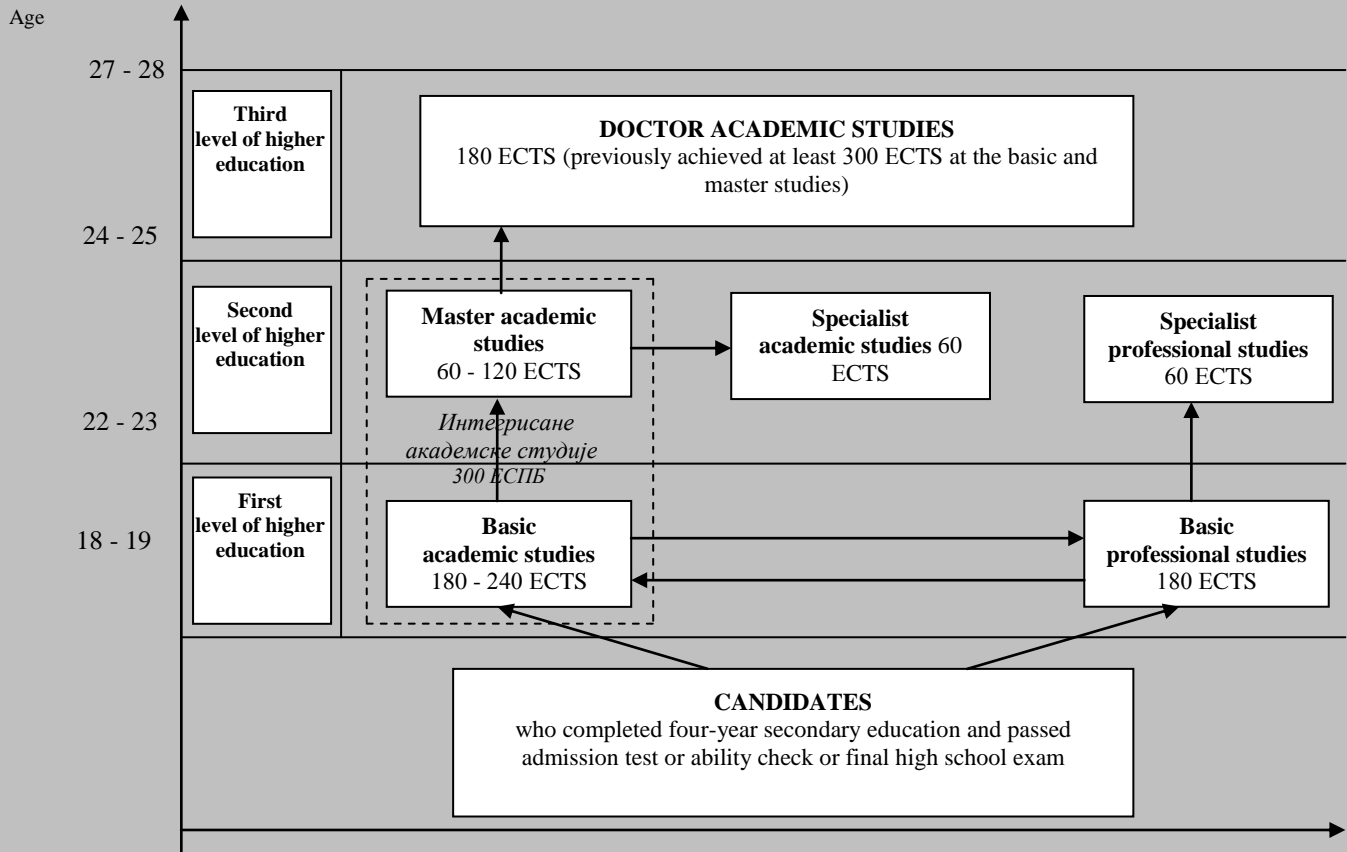 Age
27 - 28
Third
level of higher
education
DOCTOR ACADEMIC STUDIES
180 ECTS (previously achieved at least 300 ECTS at the basic and
master studies)
24 - 25
Second
level of higher
education
Master academic
studies
60 - 120 ECTS
Specialist
academic studies 60
ECTS
Specialist
professional studies
60 ECTS
22 - 23
Интегрисане
академске студије
300 ЕСПБ
First
level of higher
education
18 - 19
Basic
academic studies
180 - 240 ECTS
Basic
professional studies
180 ECTS
CANDIDATES
who completed four-year secondary education and passed
admission test or ability check or final high school exam